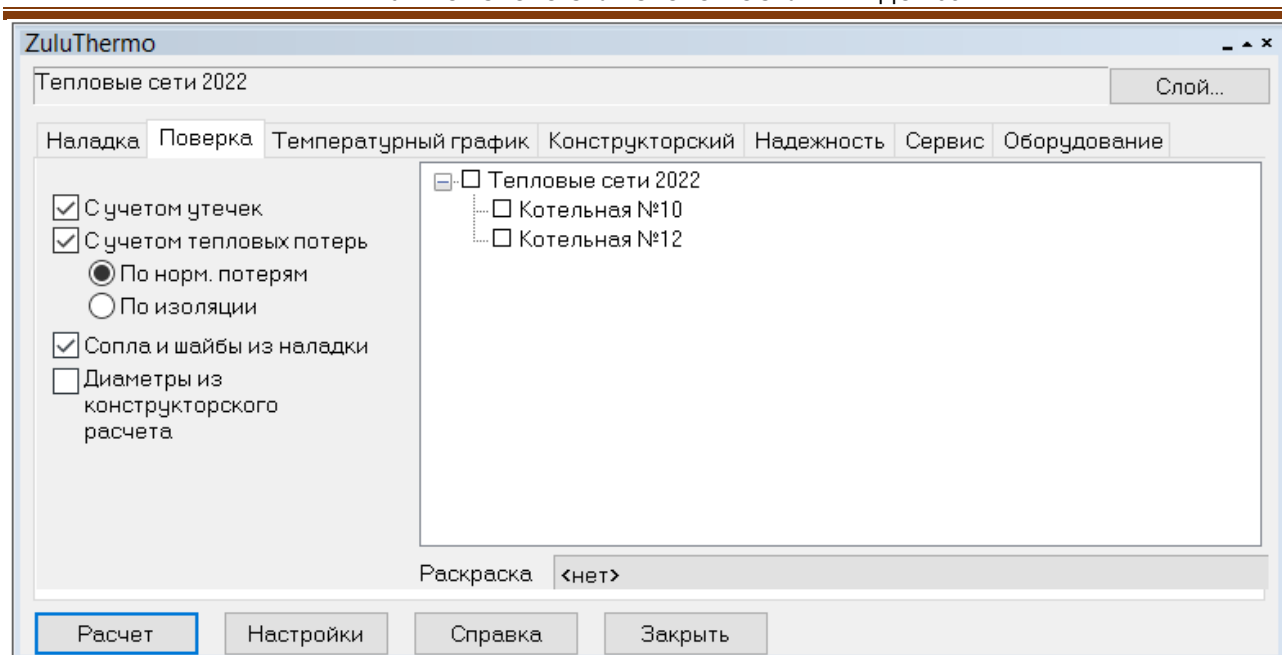 ZuluThermo
Тепловые сети 2022
Слой...
Наладка Поверка Температурный график Конструкторский Надежность Сервис Оборудование
С учетом утечек
С учетом тепловых потерь
По норм. потерям
По изоляции
Сопла и шайбы из наладки
Диаметры из
конструкторского
расчета
Тепловые сети 2022
Котельная №10
Котельная №12
Раскраска <нет>
Расчет Настройки Справка Закрыть